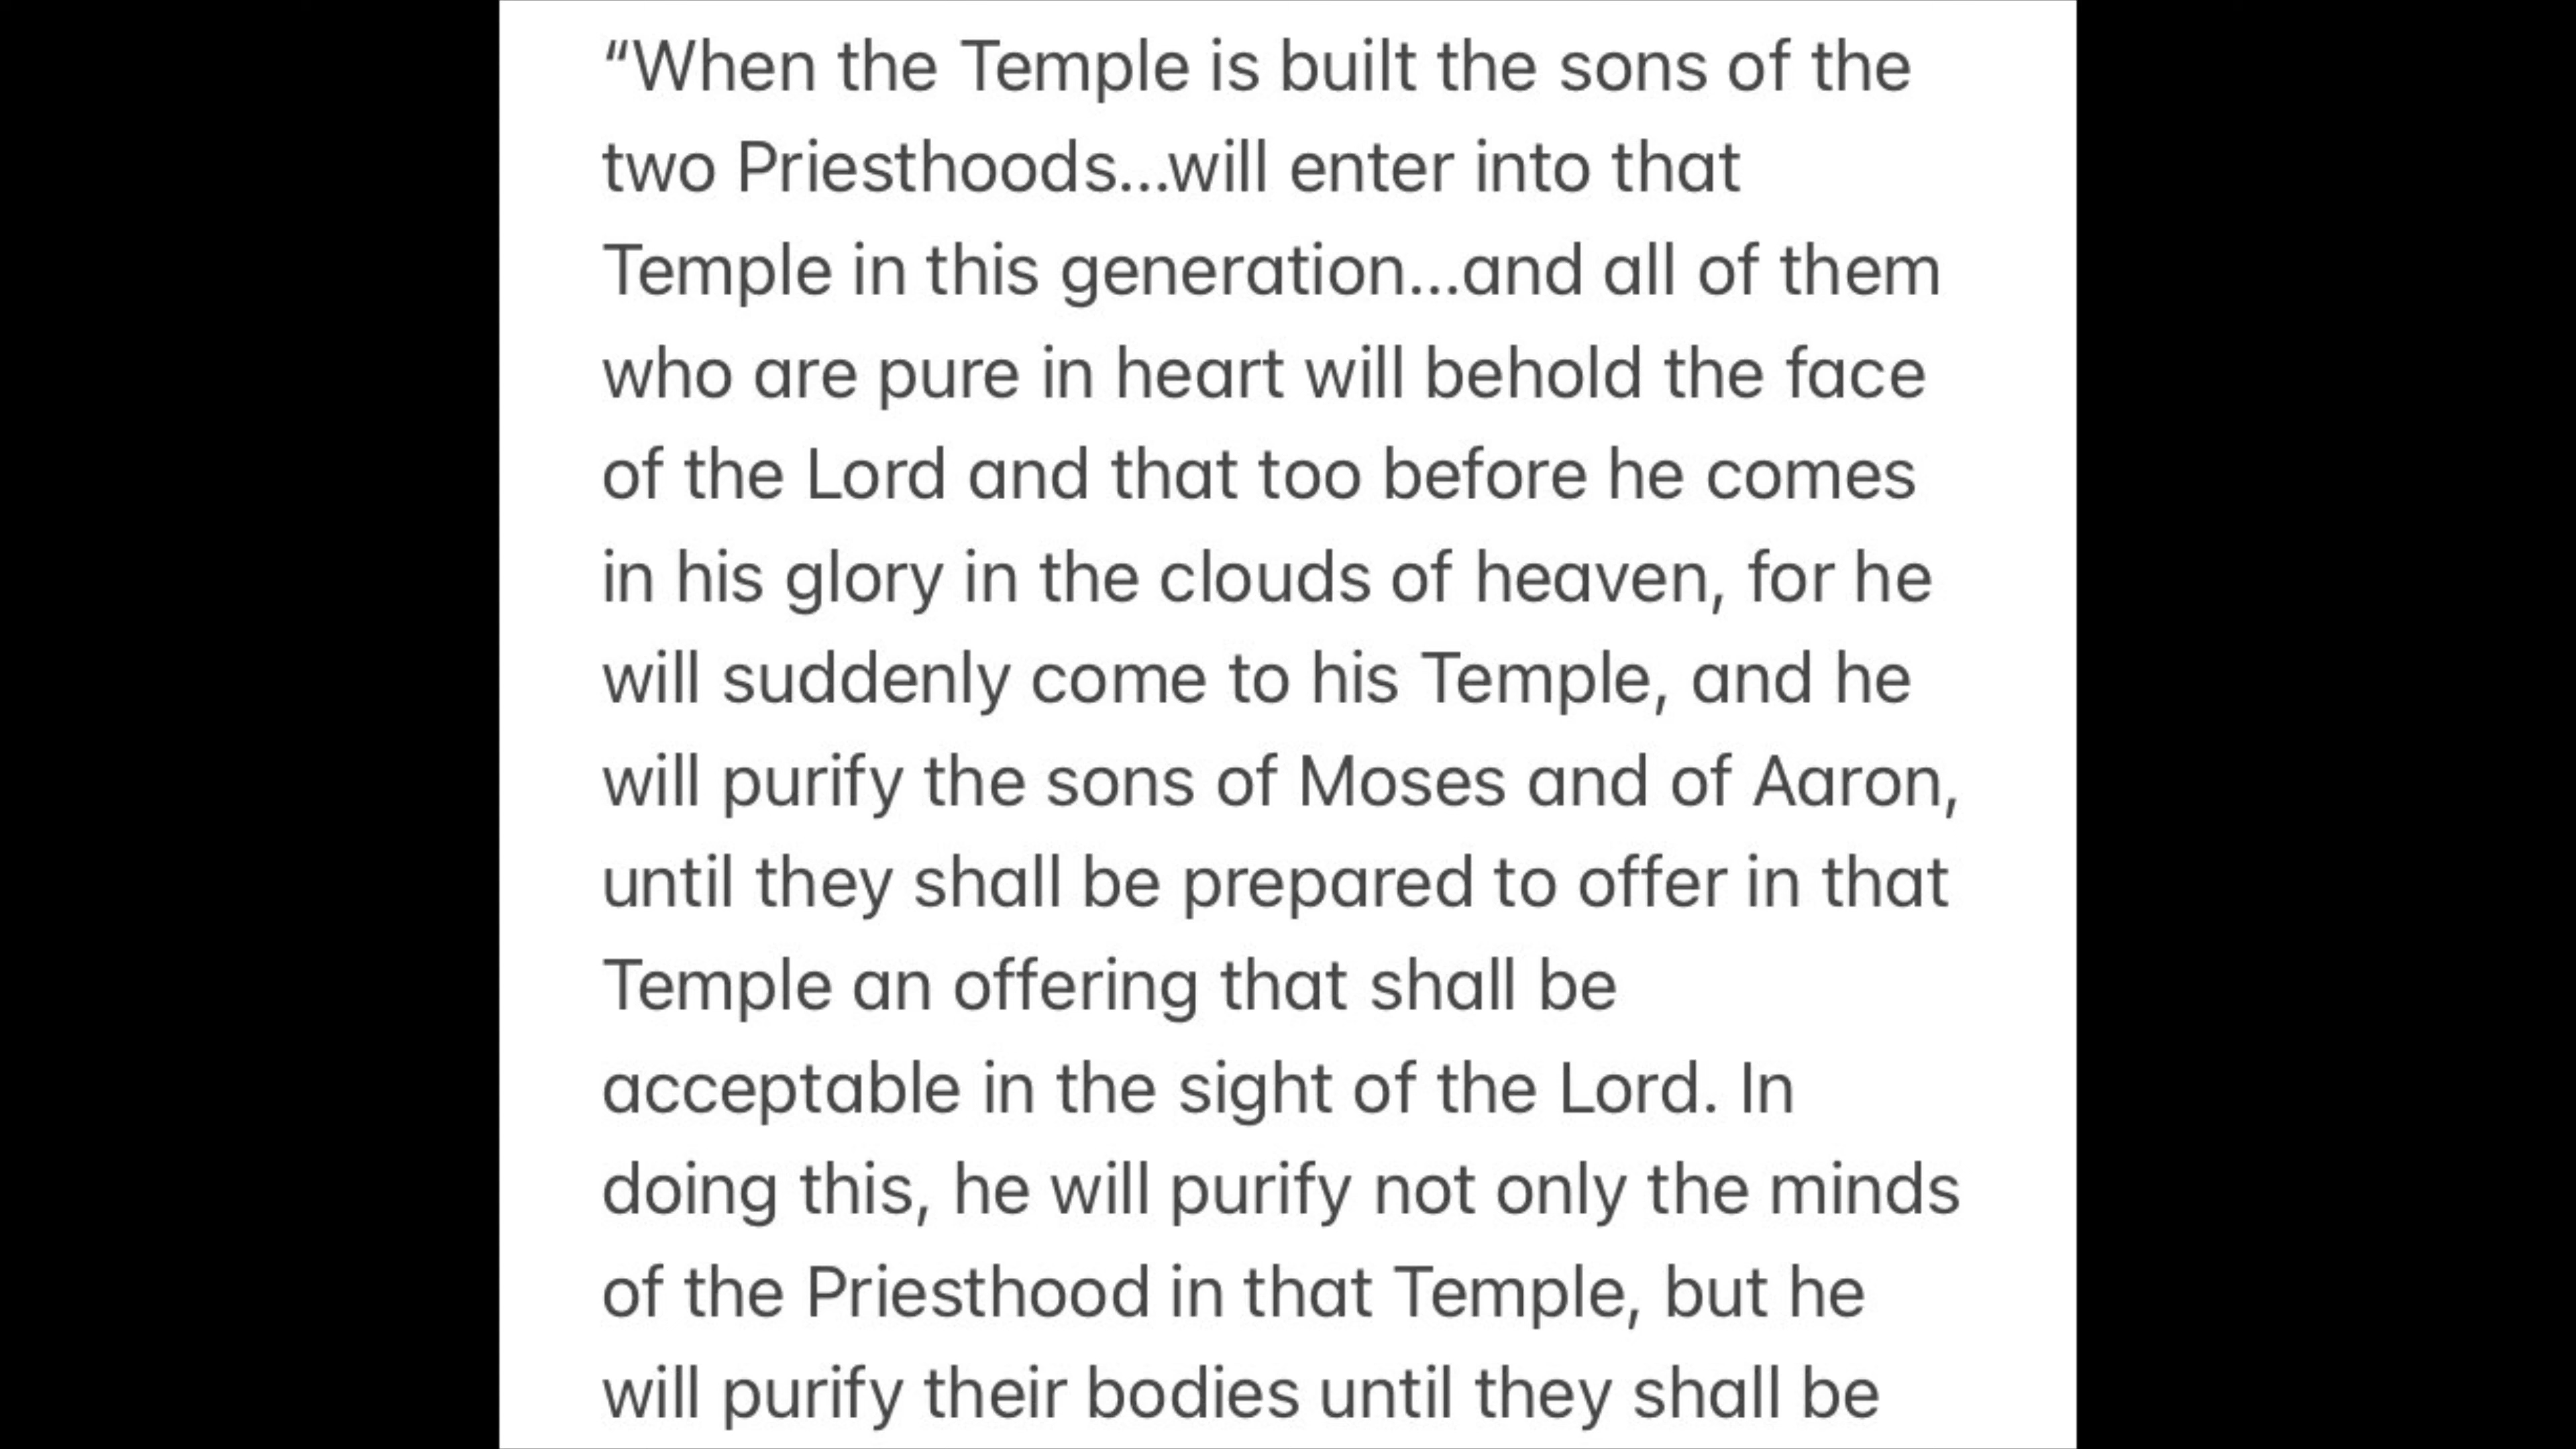 “When the Temple is built the sons of the
two Priesthoods...will enter into that
Temple in this generation...and all of them
who are pure in heart will behold the face
of the Lord and that too before he comes
in his glory in the clouds of heaven, for he
will suddenly come to his Temple, and he
will purify the sons of Moses and of Aaron,
until they shall be prepared to offer in that
Temple an offering that shall be
acceptable in the sight of the Lord. In
doing this, he will purify not only the minds
of the Priesthood in that Temple, but he
will purify their bodies until they shall be